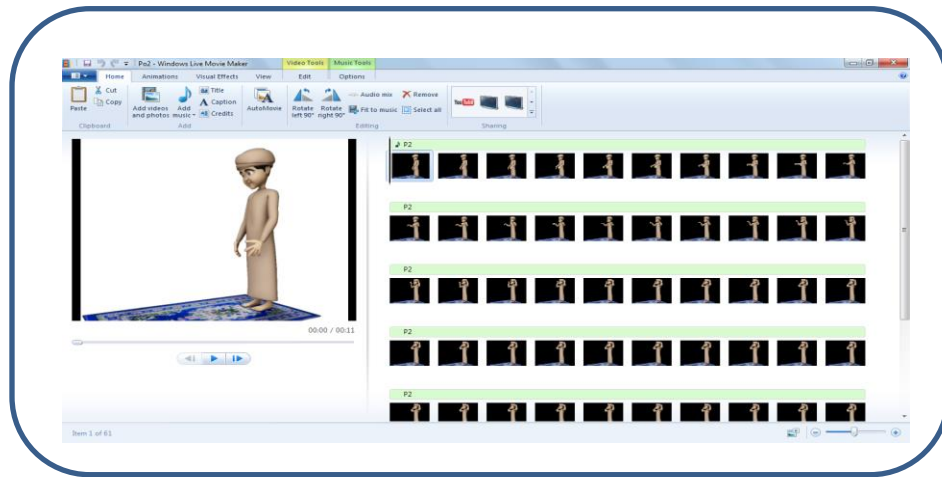 Po2 - Windows Live Movie Maker
Video Tools Music Tools
Home Animations Visual Effects View Edit Options
Paste
Cut
Copy
Clipboard
Add videos and photos
Add music
Title
Caption
Credits
Add
AutoMovie
Rotate left 90°
Rotate right 90°
Audio mix
Fit to music
Remove
Select all
Editing
YouTube
Sharing
P2
P2
P2
P2
P2
00:00 / 00:11
Item 1 of 61